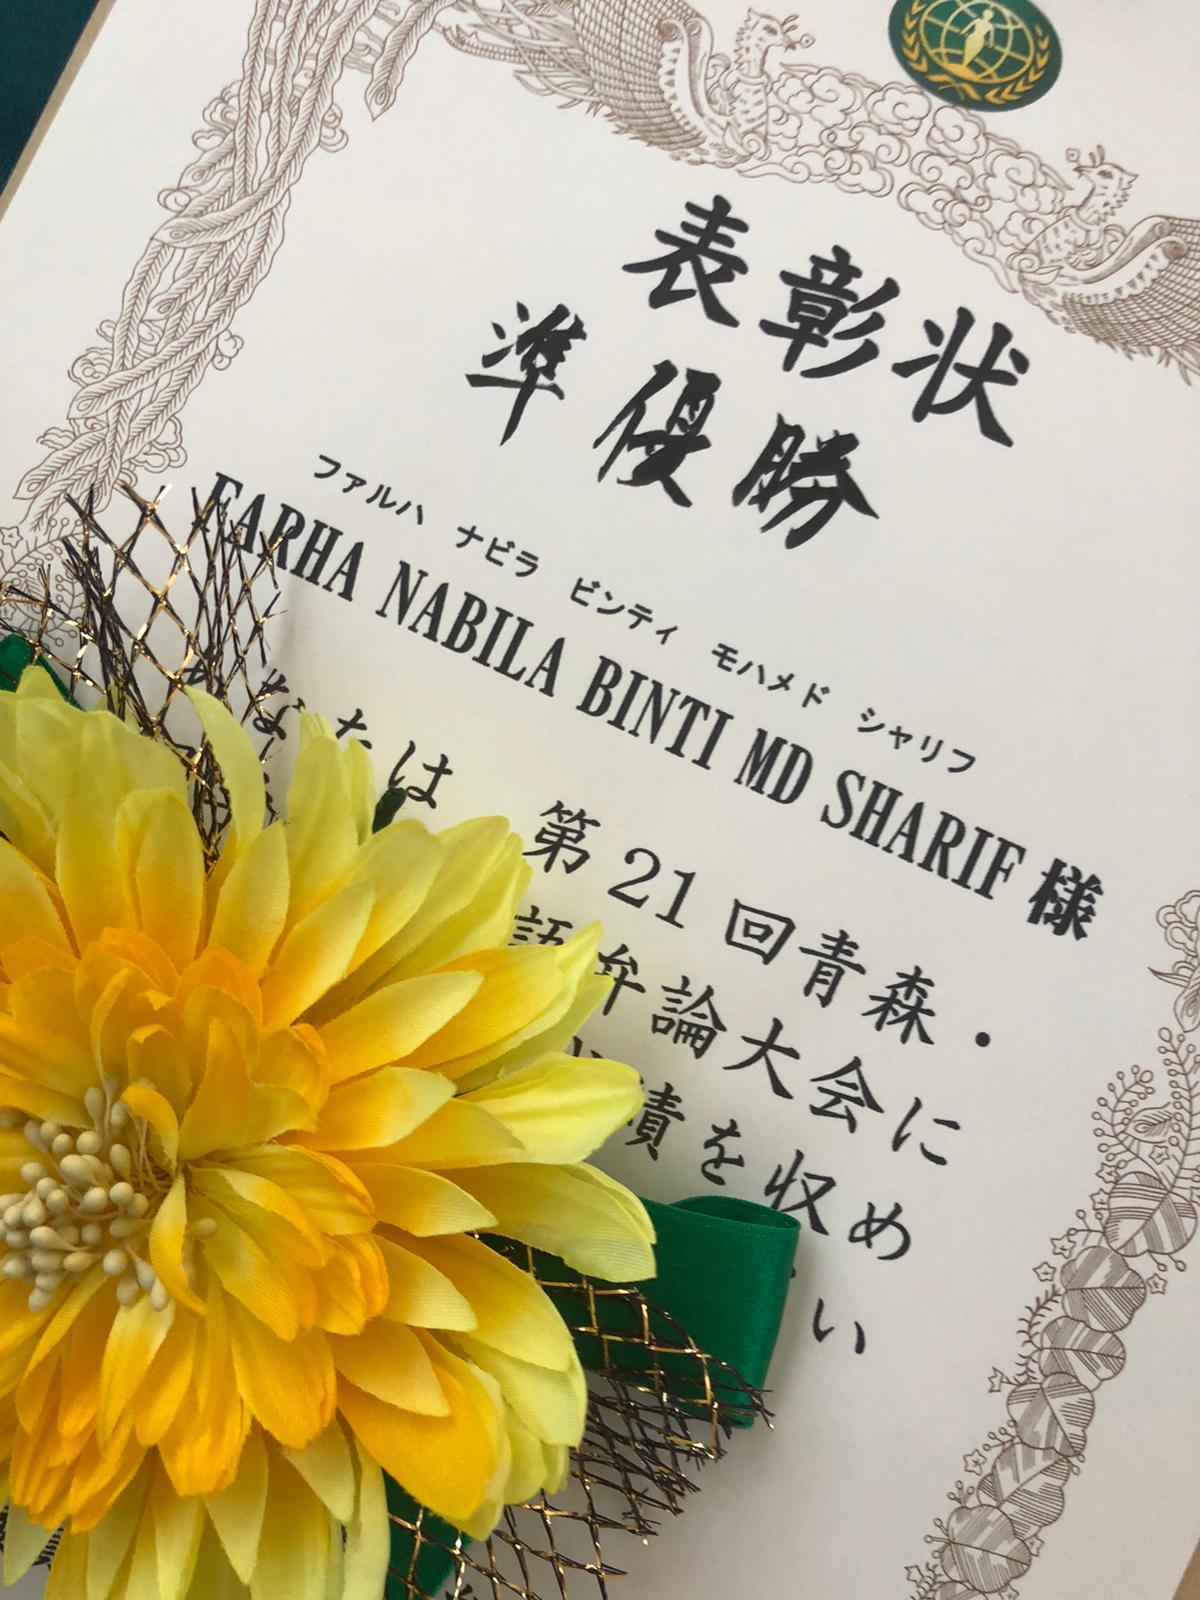 表彰状
準優勝
ファルハ ナビラ ビンティ モハメド シャリフ
FARHA NABILA BINTI MD SHARIF 様
なたは 第21回青森・
語弁論大会に
績を収め
い